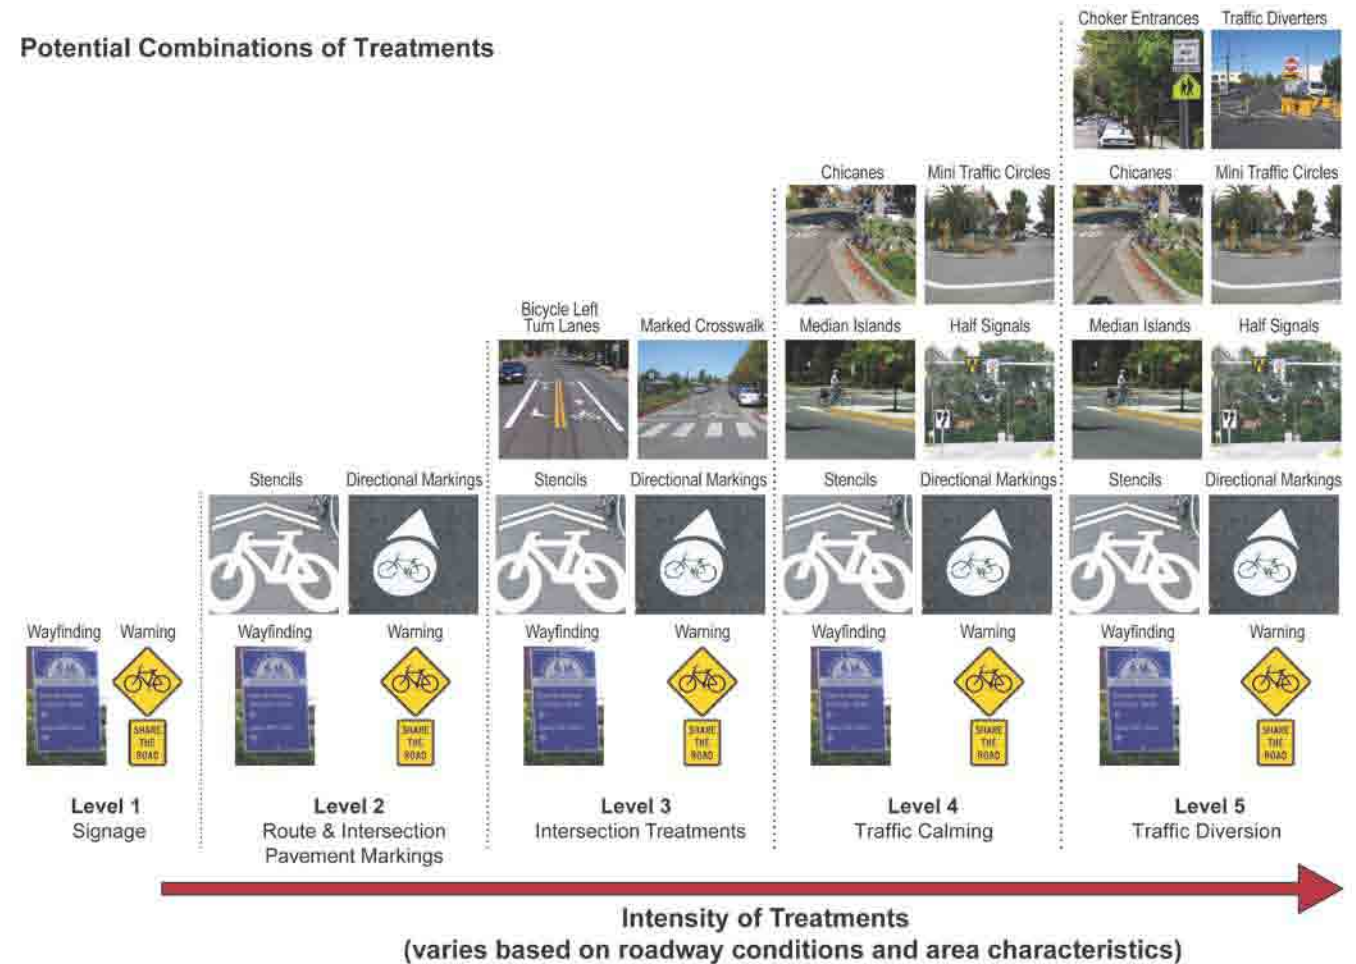 Potential Combinations of Treatments
Choker Entrances Traffic Diverters
Chicanes Mini Traffic Circles Chicanes Mini Traffic Circles
Bicycle Left
Turn Lanes Marked Crosswalk Median Islands Half Signals Median Islands Half Signals
Stencils Directional Markings Stencils Directional Markings Stencils Directional Markings Stencils Directional Markings
Wayfinding Warning Wayfinding Warning Wayfinding Warning Wayfinding Warning Wayfinding Warning
SHARE SHARE SHARE SHARE SHARE
THE THE THE THE THE
ROAD ROAD ROAD ROAD ROAD
Level 1 Level 2 Level 3 Level 4 Level 5
Signage Route & Intersection Intersection Treatments Traffic Calming Traffic Diversion
Pavement Markings
Intensity of Treatments
(varies based on roadway conditions and area characteristics)